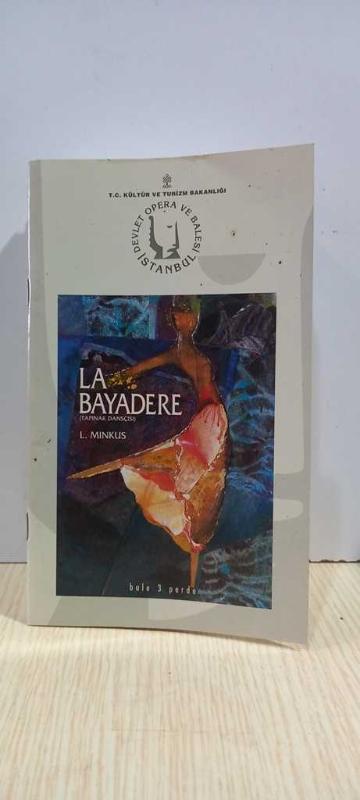 T.C. KÜLTÜR VE TURİZM BAKANLIĞI
DEVLET OPERA VE BALESİ
İSTANBUL
LA
BAYADERE
(TAPINAK DANSÇISI)
L. MINKUS
bale 3 perde